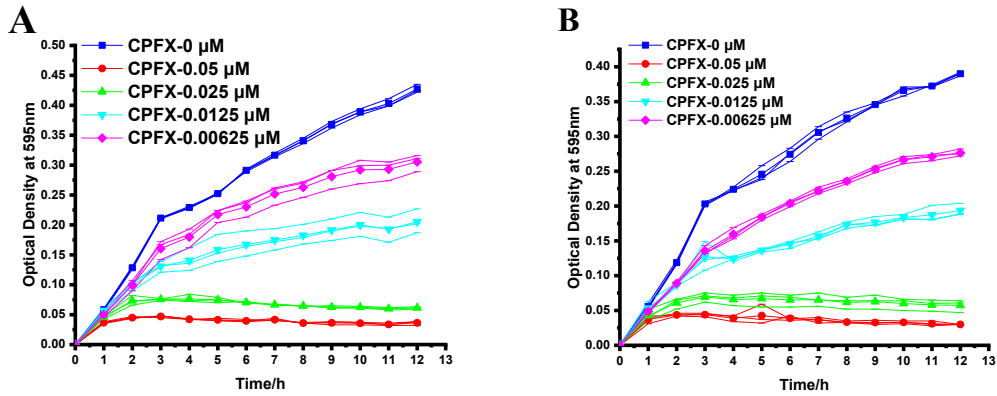 A
CPFX-0 μM
CPFX-0.05 μM
CPFX-0.025 μM
CPFX-0.0125 μM
CPFX-0.00625 μM
Optical Density at 595nm
0.50
0.45
0.40
0.35
0.30
0.25
0.20
0.15
0.10
0.05
0.00
0 1 2 3 4 5 6 7 8 9 10 11 12 13
Time/h
B
CPFX-0 μM
CPFX-0.05 μM
CPFX-0.025 μM
CPFX-0.0125 μM
CPFX-0.00625 μM
Optical Density at 595nm
0.40
0.35
0.30
0.25
0.20
0.15
0.10
0.05
0.00
0 1 2 3 4 5 6 7 8 9 10 11 12 13
Time/h